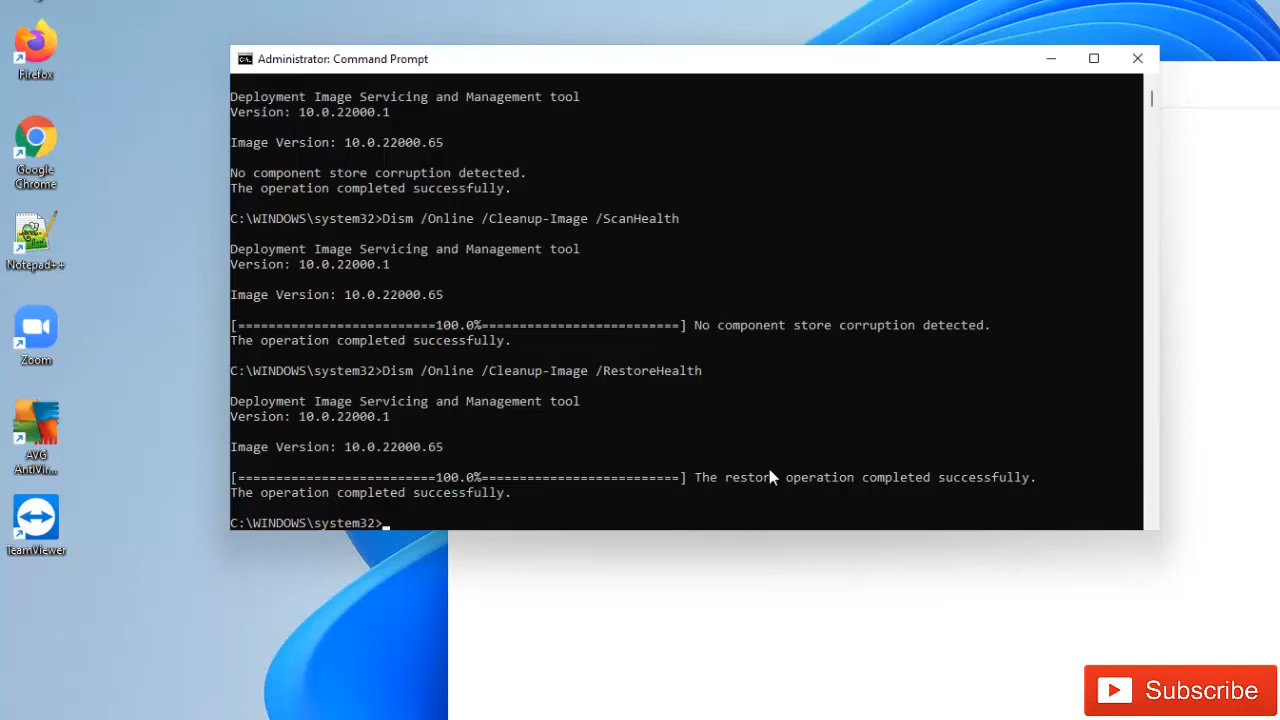 Administrator: Command Prompt
Deployment Image Servicing and Management tool
Version: 10.0.22000.1
Image Version: 10.0.22000.65
No component store corruption detected.
The operation completed successfully.
C:\WINDOWS\system32>Dism /Online /Cleanup-Image /ScanHealth
Deployment Image Servicing and Management tool
Version: 10.0.22000.1
Image Version: 10.0.22000.65
[==========================100.0%==========================] No component store corruption detected.
The operation completed successfully.
C:\WINDOWS\system32>Dism /Online /Cleanup-Image /RestoreHealth
Deployment Image Servicing and Management tool
Version: 10.0.22000.1
Image Version: 10.0.22000.65
[==========================100.0%==========================] The restore operation completed successfully.
The operation completed successfully.
C:\WINDOWS\system32>
Firefox
Google
Chrome
Notepad++
Zoom
AVG
AntiVir...
TeamViewer
Subscribe